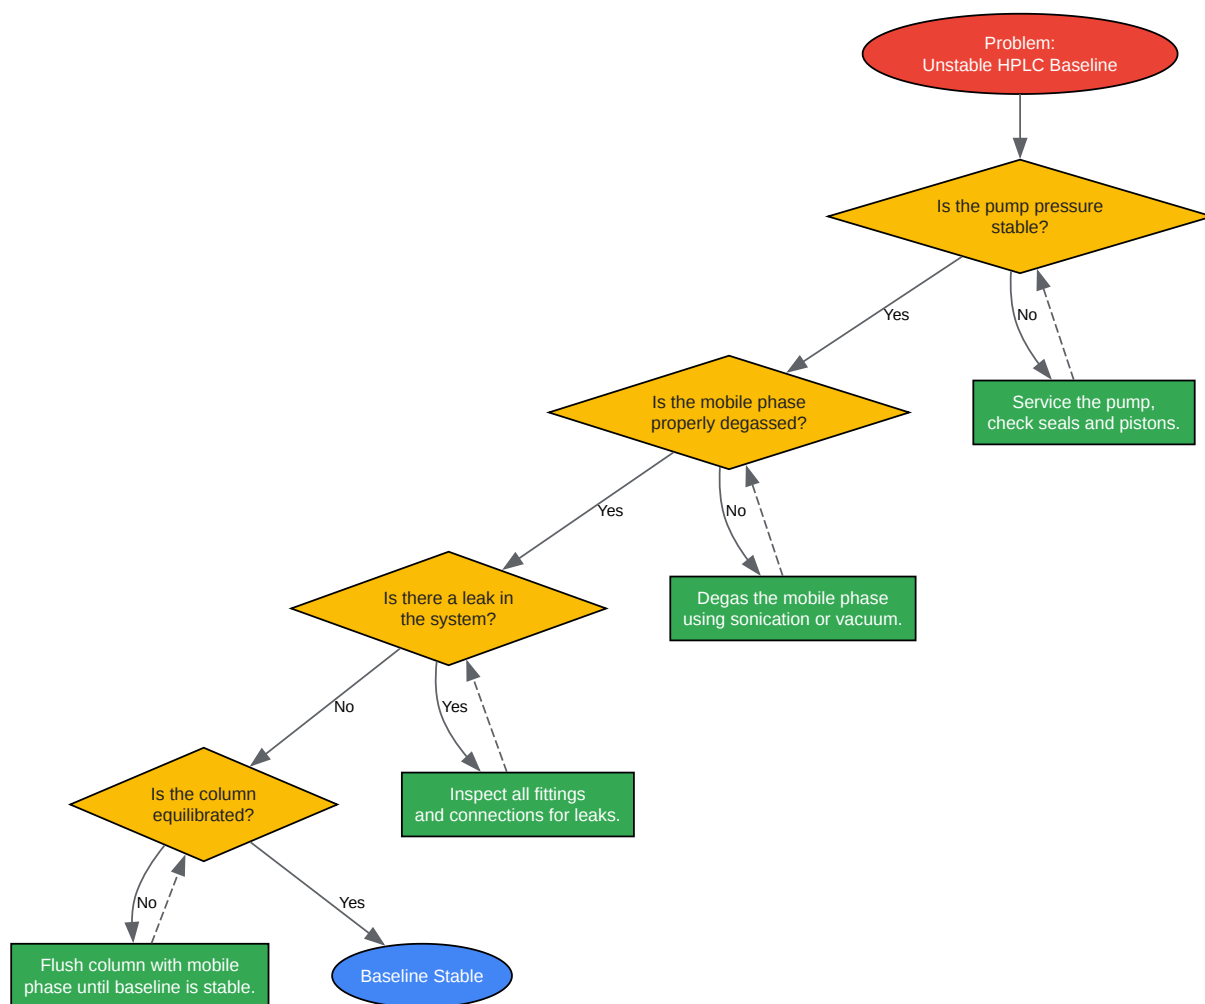 Problem:
Unstable HPLC Baseline
Is the pump pressure
stable?
Yes
No
Service the pump,
check seals and pistons.
Is the mobile phase
properly degassed?
Yes
No
Degas the mobile phase
using sonication or vacuum.
Is there a leak in
the system?
No
Yes
Inspect all fittings
and connections for leaks.
Is the column
equilibrated?
No
Yes
Flush column with mobile
phase until baseline is stable.
Baseline Stable